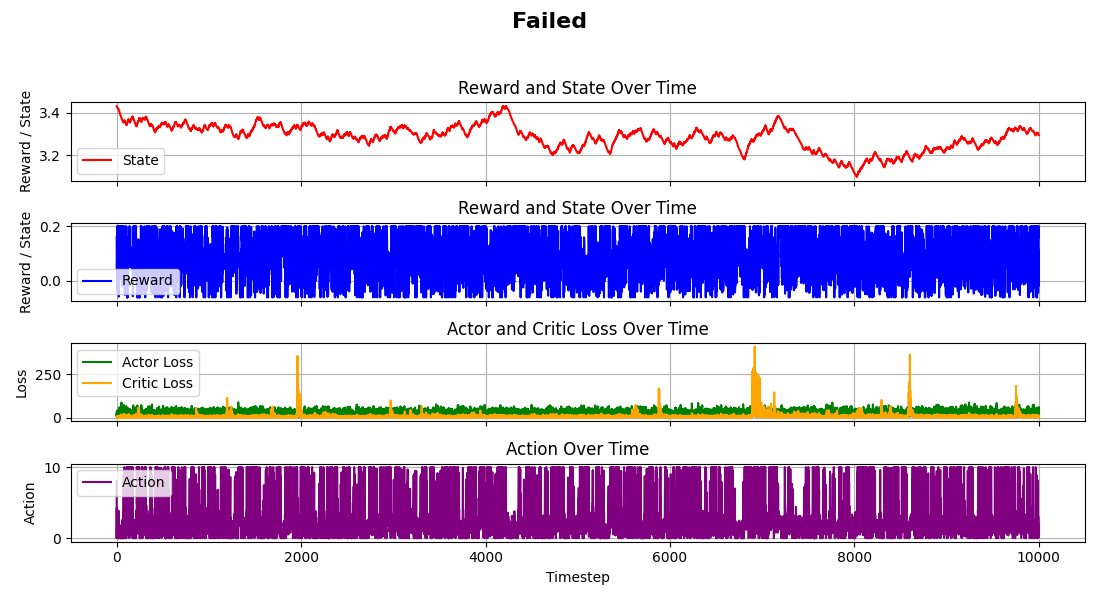 Failed
Reward and State Over Time
Reward / State
3.4
3.2
State
Reward and State Over Time
Reward / State
0.2
0.0
Reward
Actor and Critic Loss Over Time
Loss
250
0
Actor Loss
Critic Loss
Action Over Time
Action
10
0
Action
0 2000 4000 6000 8000 10000
Timestep